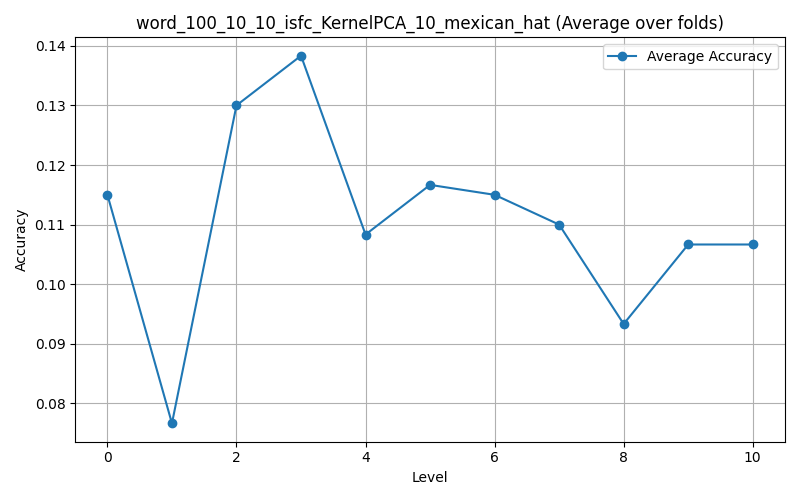 word_100_10_10_isfc_KernelPCA_10_mexican_hat (Average over folds)
Average Accuracy
0.14
0.13
0.12
0.11
0.10
0.09
0.08
Accuracy
0 2 4 6 8 10
Level